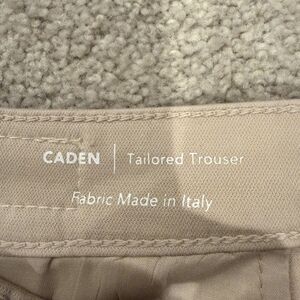 CADEN | Tailored Trouser
Fabric Made in Italy